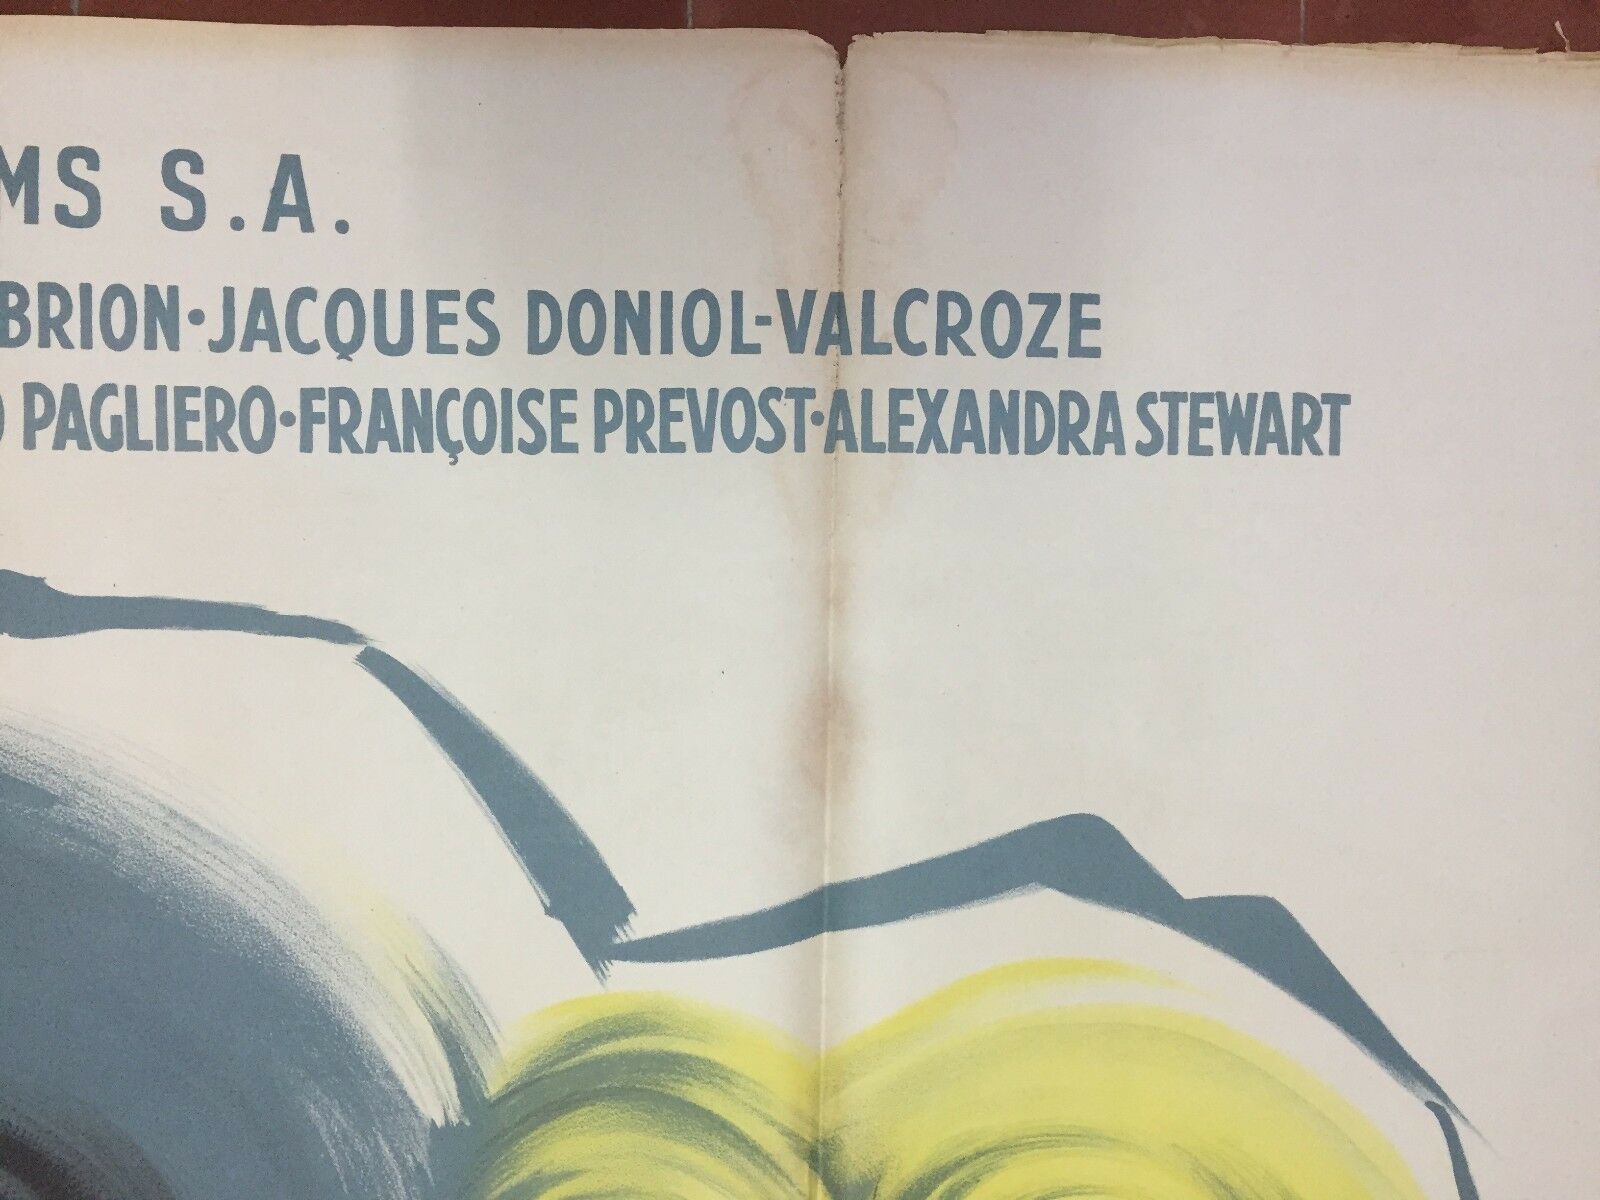 MS S.A.
BRION·JACQUES DONIOL-VALCROZE
PAGLIERO·FRANÇOISE PREVOST·ALEXANDRA STEWART